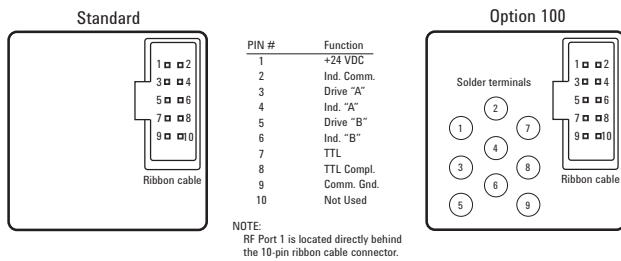 Standard
1 2
3 4
5 6
7 8
9 10
Ribbon cable
PIN # Function
1 +24 VDC
2 Ind. Comm.
3 Drive “A”
4 Ind. “A”
5 Drive “B”
6 Ind. “B”
7 TTL
8 TTL Compl.
9 Comm. Gnd.
10 Not Used
NOTE:
RF Port 1 is located directly behind
the 10-pin ribbon cable connector.
Option 100
Solder terminals
2
1 7
4
3 8
6
5 9
1 2
3 4
5 6
7 8
9 10
Ribbon cable